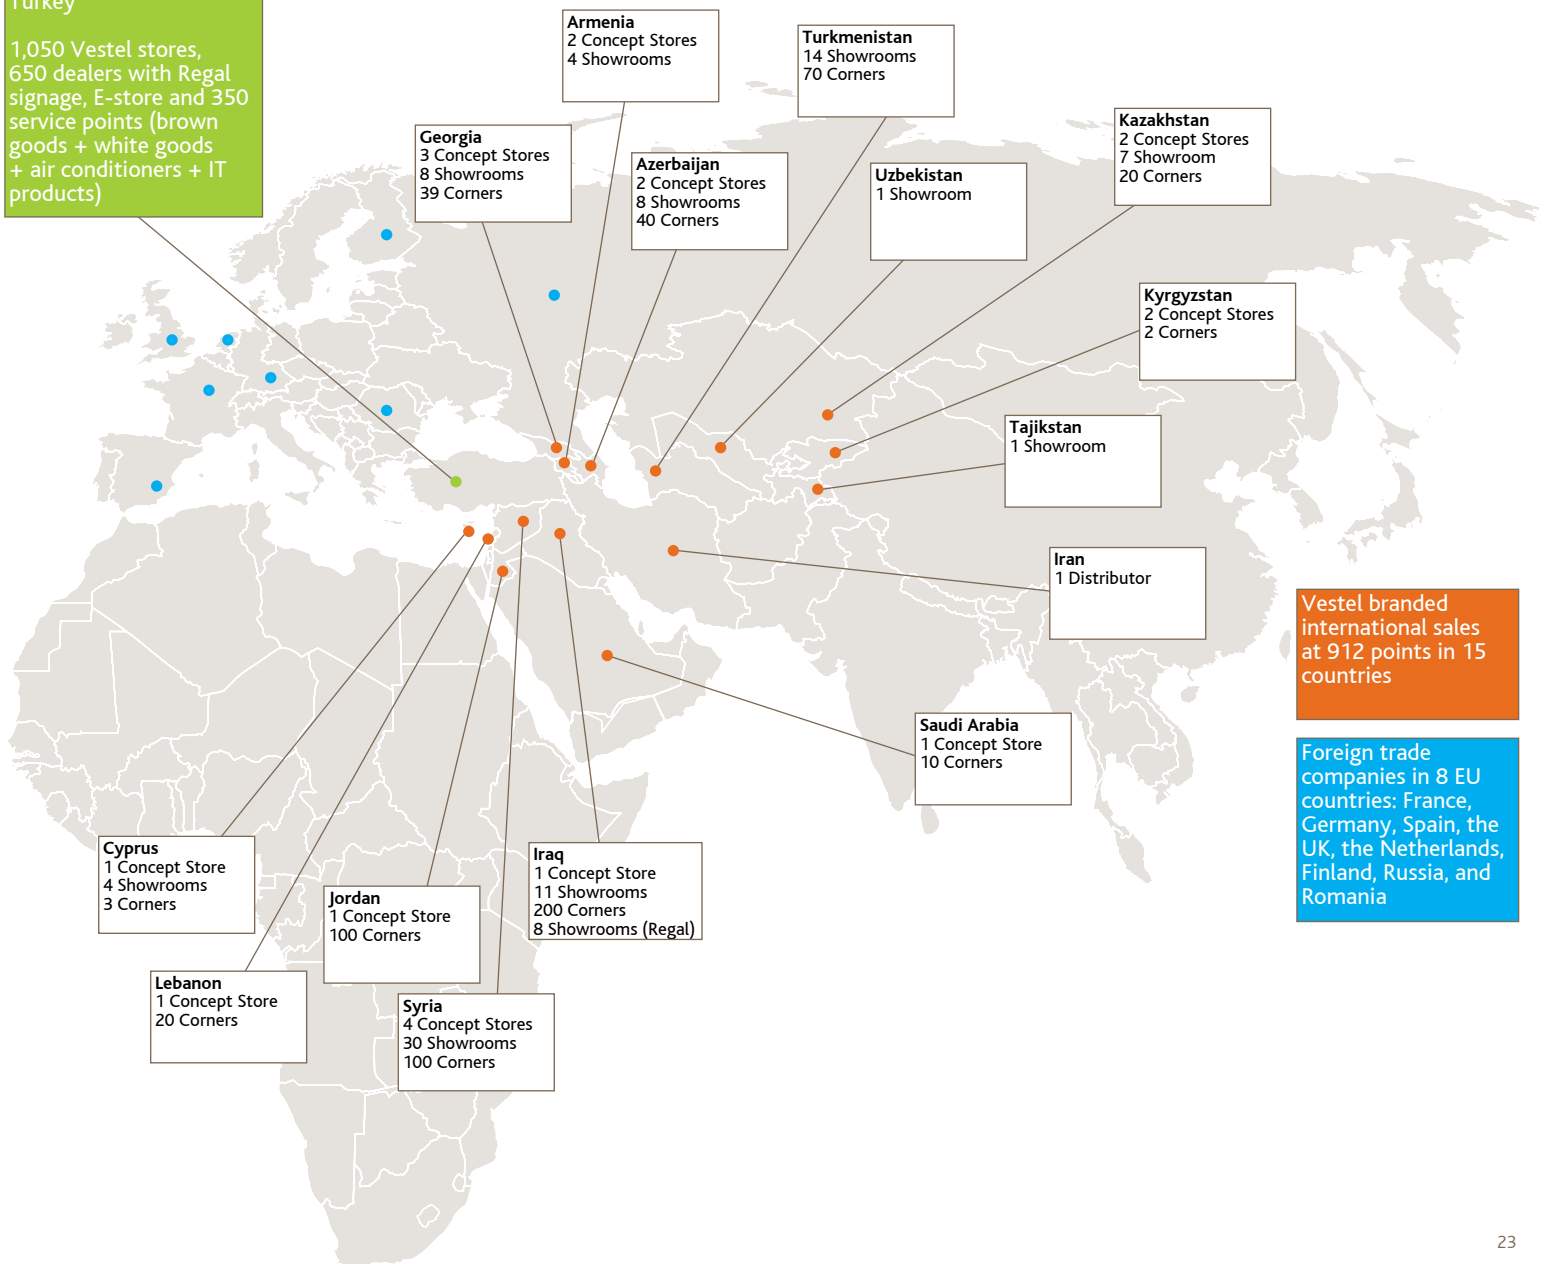 Turkey
1,050 Vestel stores,
650 dealers with Regal
signage, E-store and 350
service points (brown
goods + white goods
+ air conditioners + IT
products)
Armenia
2 Concept Stores
4 Showrooms
Turkmenistan
14 Showrooms
70 Corners
Georgia
3 Concept Stores
8 Showrooms
39 Corners
Azerbaijan
2 Concept Stores
8 Showrooms
40 Corners
Uzbekistan
1 Showroom
Kazakhstan
2 Concept Stores
7 Showroom
20 Corners
Kyrgyzstan
2 Concept Stores
2 Corners
Tajikstan
1 Showroom
Iran
1 Distributor
Vestel branded
international sales
at 912 points in 15
countries
Saudi Arabia
1 Concept Store
10 Corners
Foreign trade
companies in 8 EU
countries: France,
Germany, Spain, the
UK, the Netherlands,
Finland, Russia, and
Romania
Cyprus
1 Concept Store
4 Showrooms
3 Corners
Jordan
1 Concept Store
100 Corners
Iraq
1 Concept Store
11 Showrooms
200 Corners
8 Showrooms (Regal)
Lebanon
1 Concept Store
20 Corners
Syria
4 Concept Stores
30 Showrooms
100 Corners
23